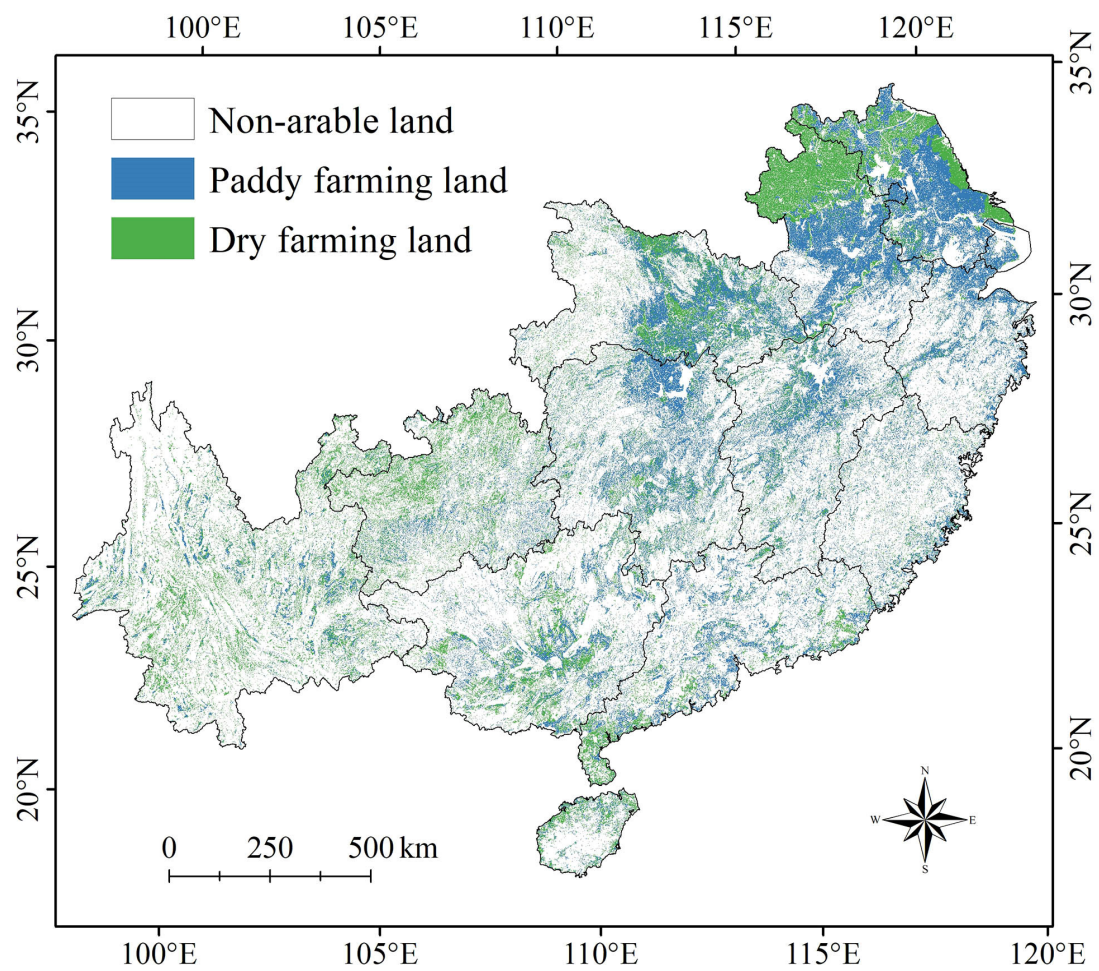 100°E 105°E 110°E 115°E 120°E
35°N 35°N
Non-arable land
Paddy farming land
Dry farming land
30°N 30°N
25°N 25°N
20°N 20°N
N
W E
S
0 250 500 km
100°E 105°E 110°E 115°E 120°E